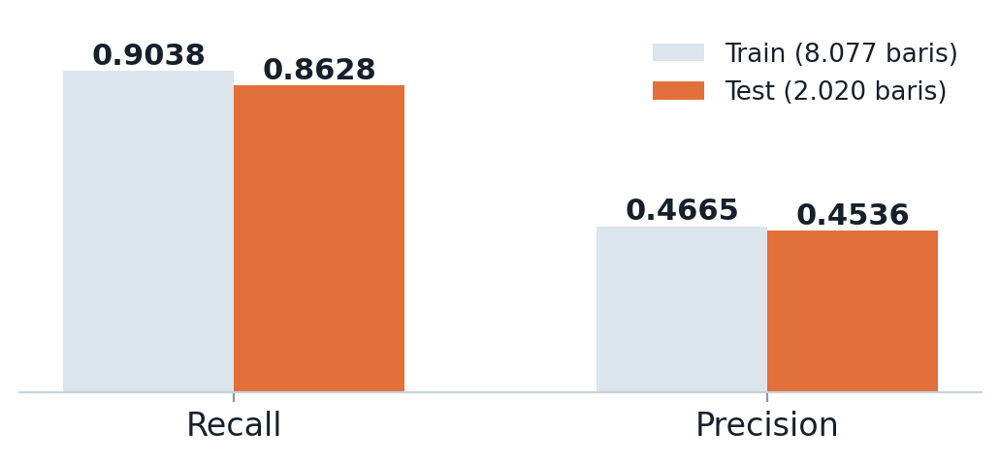 0.9038
0.8628
Train (8.077 baris)
Test (2.020 baris)
0.4665
0.4536
Recall
Precision